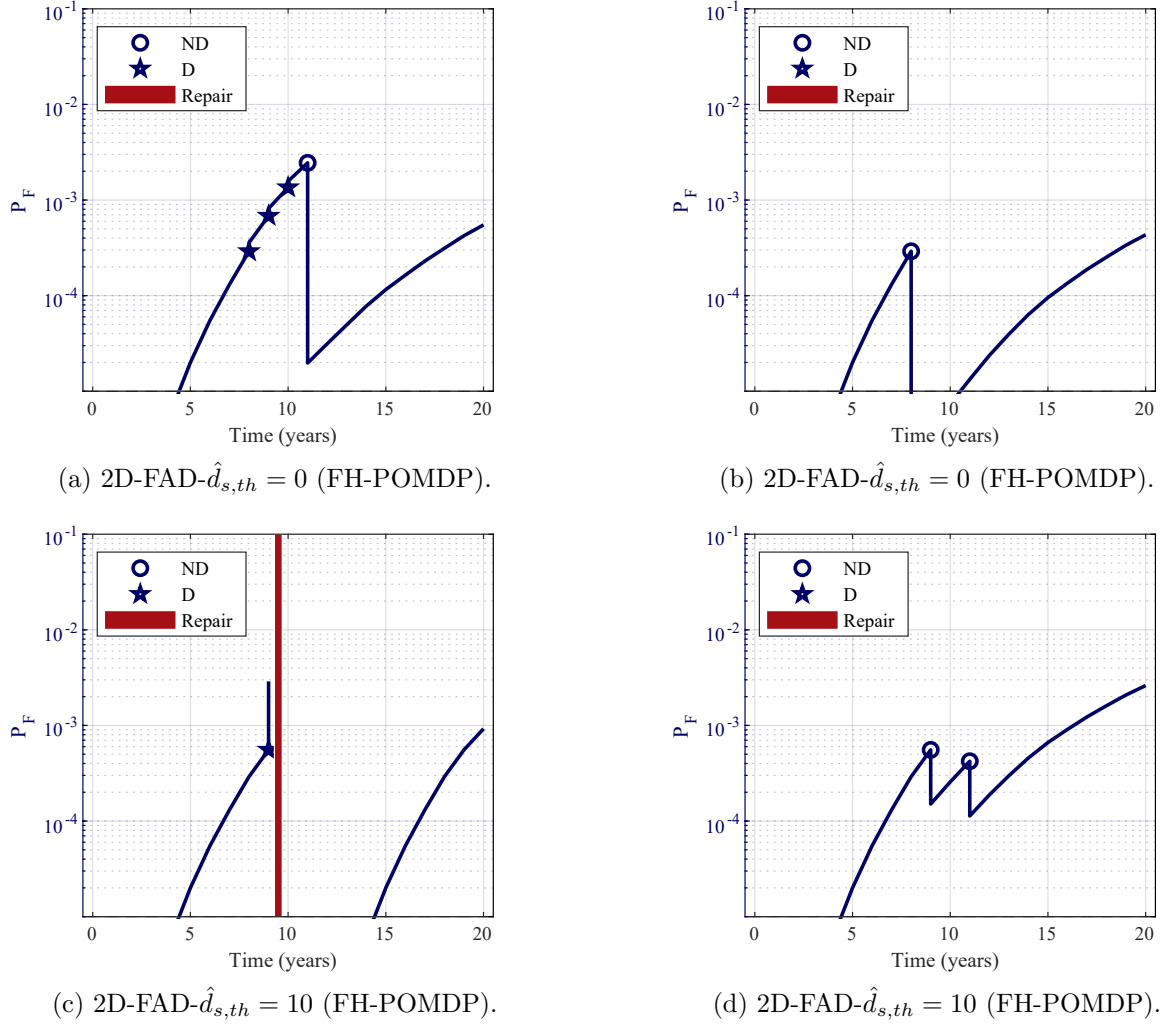 10^-1
10^-2
10^-3
10^-4
P_F
ND
D
Repair
0 5 10 15 20
Time (years)
(a) 2D-FAD-$\hat{d}_{s,th}$ = 0 (FH-POMDP).
10^-1
10^-2
10^-3
10^-4
P_F
ND
D
Repair
0 5 10 15 20
Time (years)
(b) 2D-FAD-$\hat{d}_{s,th}$ = 0 (FH-POMDP).
10^-1
10^-2
10^-3
10^-4
P_F
ND
D
Repair
0 5 10 15 20
Time (years)
(c) 2D-FAD-$\hat{d}_{s,th}$ = 10 (FH-POMDP).
10^-1
10^-2
10^-3
10^-4
P_F
ND
D
Repair
0 5 10 15 20
Time (years)
(d) 2D-FAD-$\hat{d}_{s,th}$ = 10 (FH-POMDP).